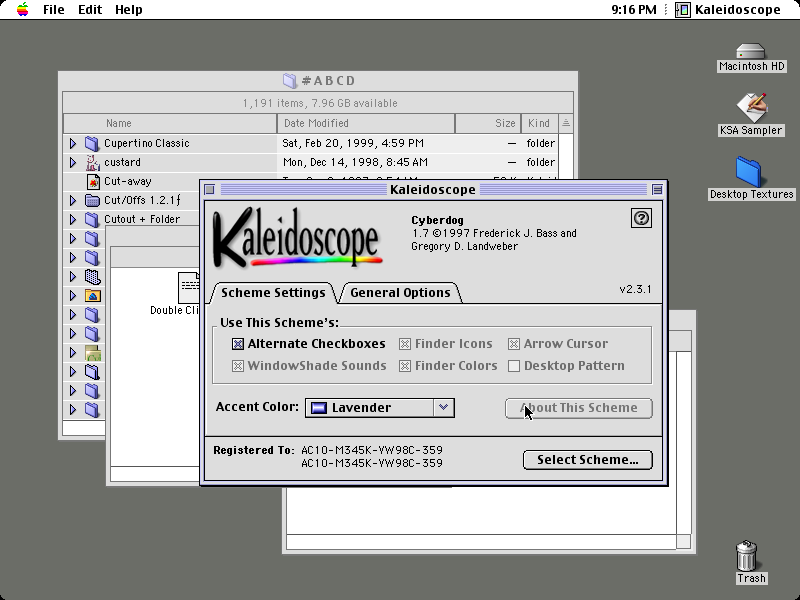 File Edit Help
9:16 PM
Kaleidoscope
Macintosh HD
KSA Sampler
Desktop Textures
Trash
#ABCD
1,191 items, 7.96 GB available
Name Date Modified Size Kind
Cupertino Classic Sat, Feb 20, 1999, 4:59 PM — folder
custard Mon, Dec 14, 1998, 8:45 AM — folder
Cut-away
Cut/Offs 1.2.1ƒ
Cutout + Folder
Double Cli
Kaleidoscope
Kaleidoscope
Cyberdog
1.7 ©1997 Frederick J. Bass and
Gregory D. Landweber
Scheme Settings General Options
v2.3.1
Use This Scheme's:
Alternate Checkboxes Finder Icons Arrow Cursor
WindowShade Sounds Finder Colors Desktop Pattern
Accent Color: Lavender
About This Scheme
Registered To: AC10-M345K-YW98C-359
AC10-M345K-YW98C-359
Select Scheme...